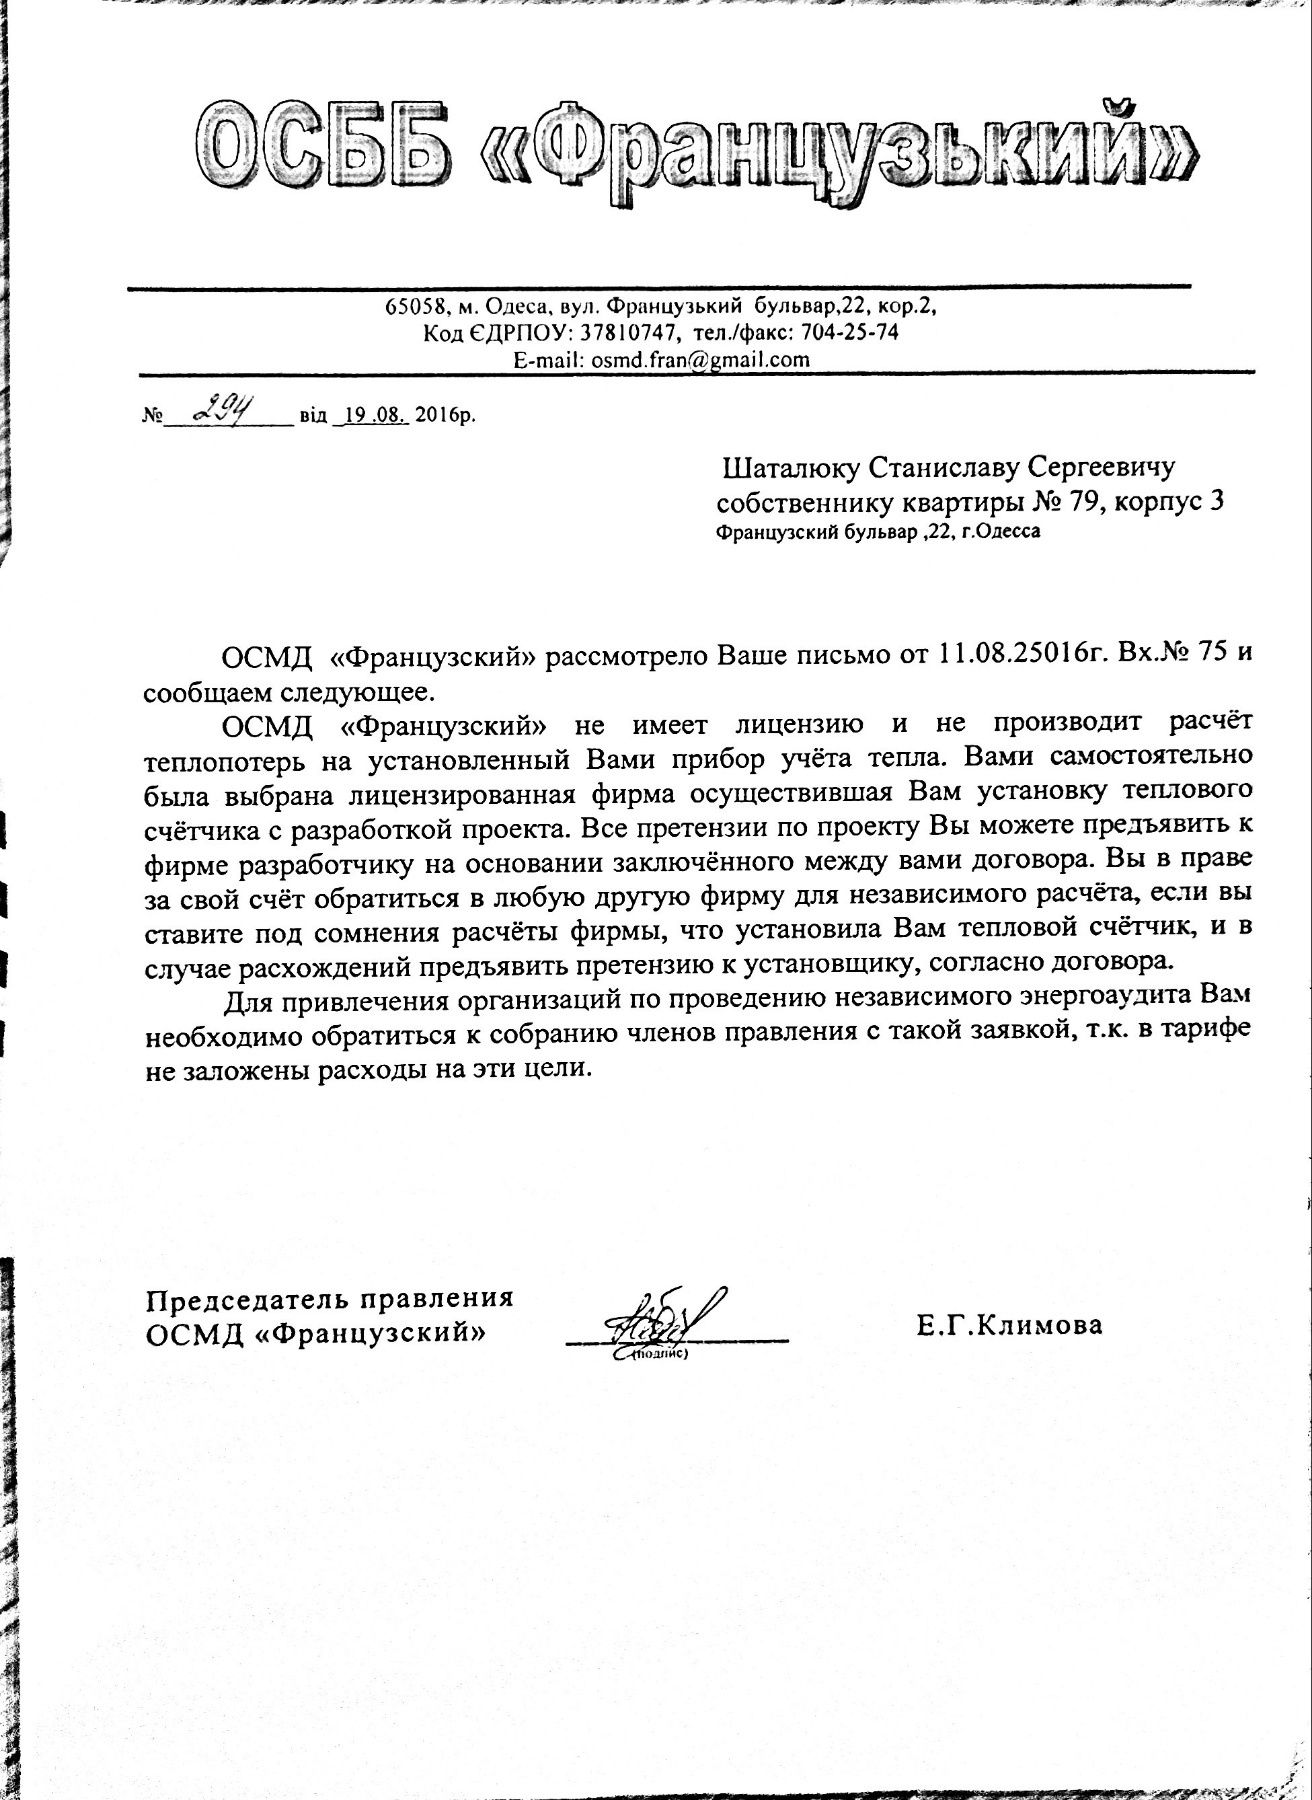 ОСББ «Французький»
65058, м. Одеса, вул. Французький бульвар,22, кор.2,
Код ЄДРПОУ: 37810747, тел./факс: 704-25-74
E-mail: osmd.fran@gmail.com
№ 294 від 19 .08. 2016р.
Шаталюку Станиславу Сергеевичу
собственнику квартиры № 79, корпус 3
Французский бульвар ,22, г.Одесса
ОСМД «Французский» рассмотрело Ваше письмо от 11.08.25016г. Вх.№ 75 и
сообщаем следующее.
ОСМД «Французский» не имеет лицензию и не производит расчёт
теплопотерь на установленный Вами прибор учёта тепла. Вами самостоятельно
была выбрана лицензированная фирма осуществившая Вам установку теплового
счётчика с разработкой проекта. Все претензии по проекту Вы можете предъявить к
фирме разработчику на основании заключённого между вами договора. Вы в праве
за свой счёт обратиться в любую другую фирму для независимого расчёта, если вы
ставите под сомнения расчёты фирмы, что установила Вам тепловой счётчик, и в
случае расхождений предъявить претензию к установщику, согласно договора.
Для привлечения организаций по проведению независимого энергоаудита Вам
необходимо обратиться к собранию членов правления с такой заявкой, т.к. в тарифе
не заложены расходы на эти цели.
Председатель правления
ОСМД «Французский»
(подпис)
Е.Г.Климова